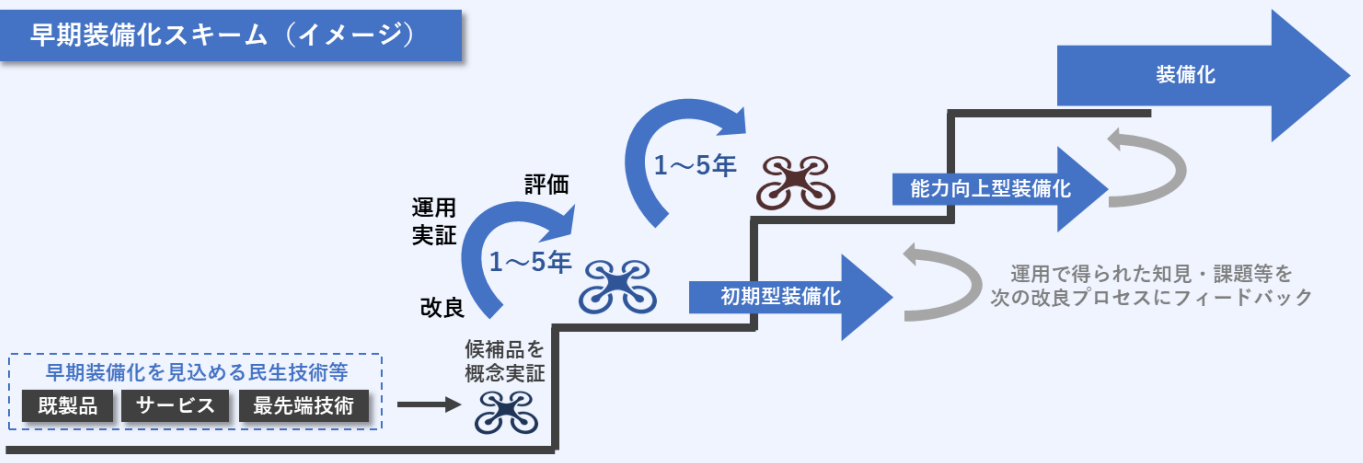 早期装備化スキーム（イメージ）
装備化
1～5年
能力向上型装備化
評価
運用
実証
1～5年
改良
初期型装備化
運用で得られた知見・課題等を
次の改良プロセスにフィードバック
候補品を
概念実証
早期装備化を見込める民生技術等
既製品
サービス
最先端技術